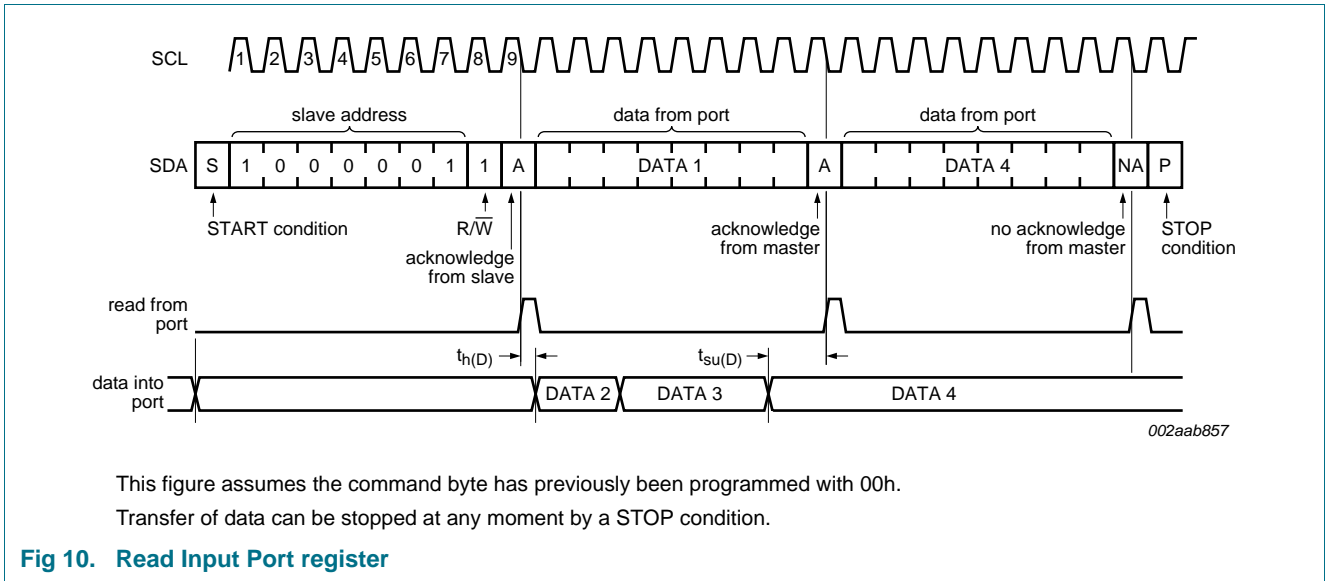 SCL 1 2 3 4 5 6 7 8 9
slave address data from port data from port
SDA S 1 0 0 0 0 0 1 1 A DATA 1 A DATA 4 NA P
START condition R/W̅ acknowledge no acknowledge STOP
acknowledge from master from master condition
from slave
read from
port
th(D) tsu(D)
data into
port DATA 2 DATA 3 DATA 4
002aab857
This figure assumes the command byte has previously been programmed with 00h.
Transfer of data can be stopped at any moment by a STOP condition.
Fig 10. Read Input Port register